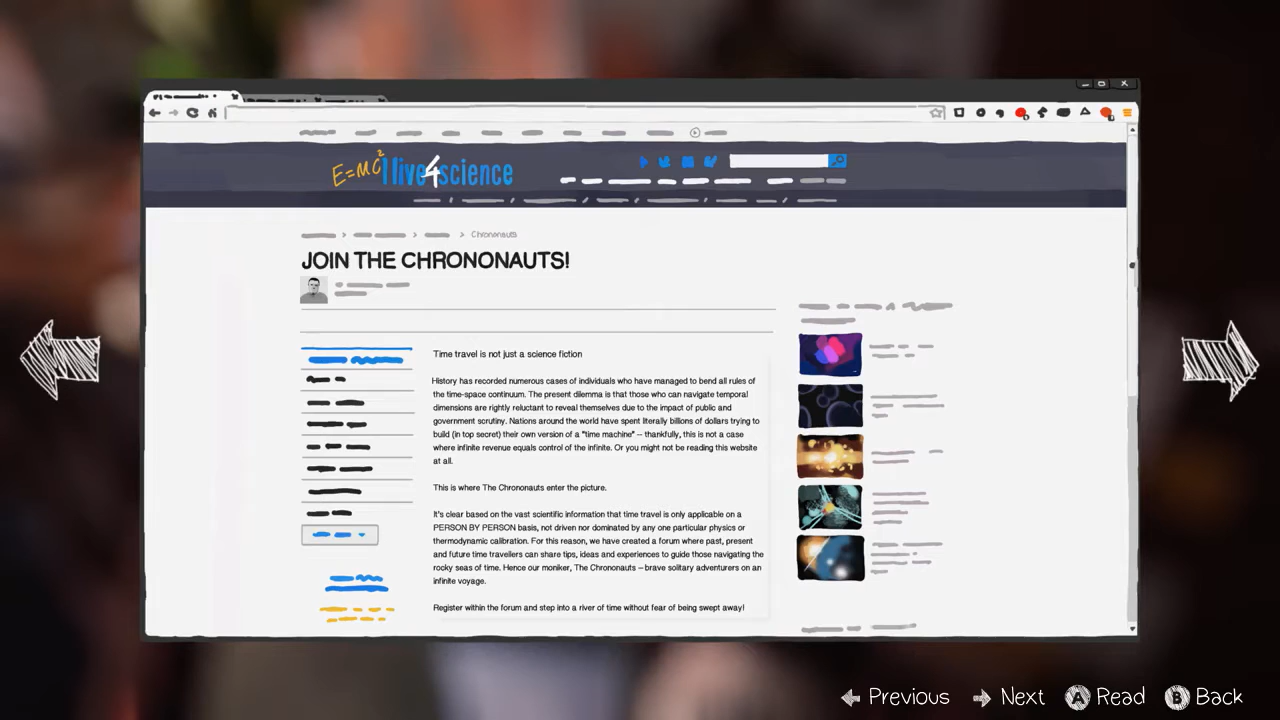 E=MC² I live4science
Chrononauts
JOIN THE CHRONONAUTS!
Time travel is not just a science fiction
History has recorded numerous cases of individuals who have managed to bend all rules of
the time-space continuum. The present dilemma is that those who can navigate temporal
dimensions are rightly reluctant to reveal themselves due to the impact of public and
government scrutiny. Nations around the world have spent literally billions of dollars trying to
build (in top secret) their own version of a "time machine" -- thankfully, this is not a case
where infinite revenue equals control of the infinite. Or you might not be reading this website
at all.
This is where The Chrononauts enter the picture.
It's clear based on the vast scientific information that time travel is only applicable on a
PERSON BY PERSON basis, not driven nor dominated by any one particular physics or
thermodynamic calibration. For this reason, we have created a forum where past, present
and future time travellers can share tips, ideas and experiences to guide those navigating the
rocky seas of time. Hence our moniker, The Chrononauts -- brave solitary adventurers on an
infinite voyage.
Register within the forum and step into a river of time without fear of being swept away!
Previous Next A Read B Back